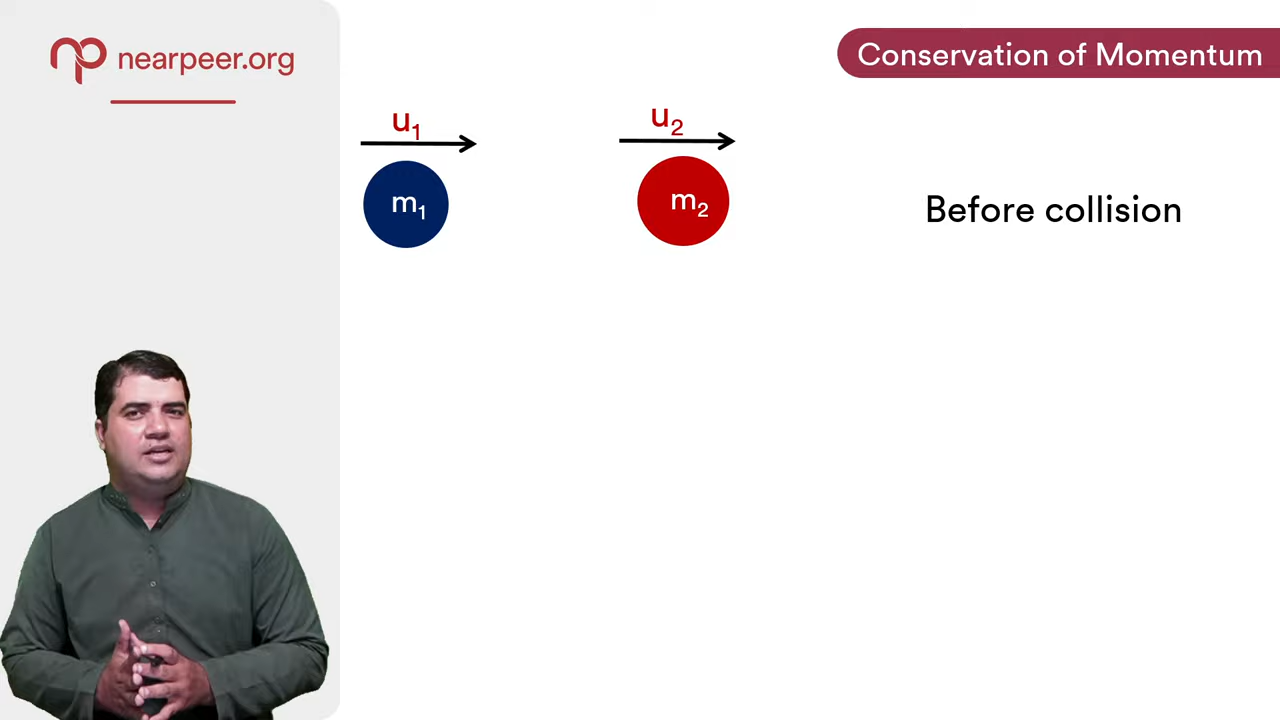 nearpeer.org
Conservation of Momentum
u₁
u₂
m₁
m₂
Before collision